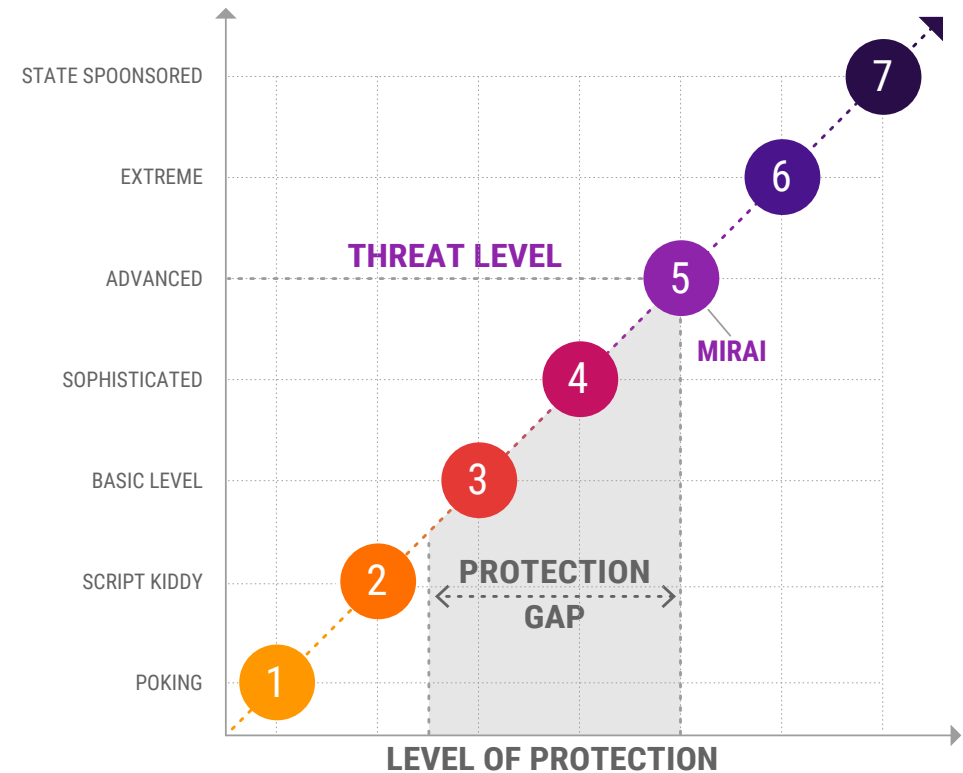 STATE SPOONSORED
7
EXTREME
6
THREAT LEVEL
ADVANCED
5
MIRAI
SOPHISTICATED
4
BASIC LEVEL
3
SCRIPT KIDDY
2
PROTECTION
GAP
POKING
1
LEVEL OF PROTECTION